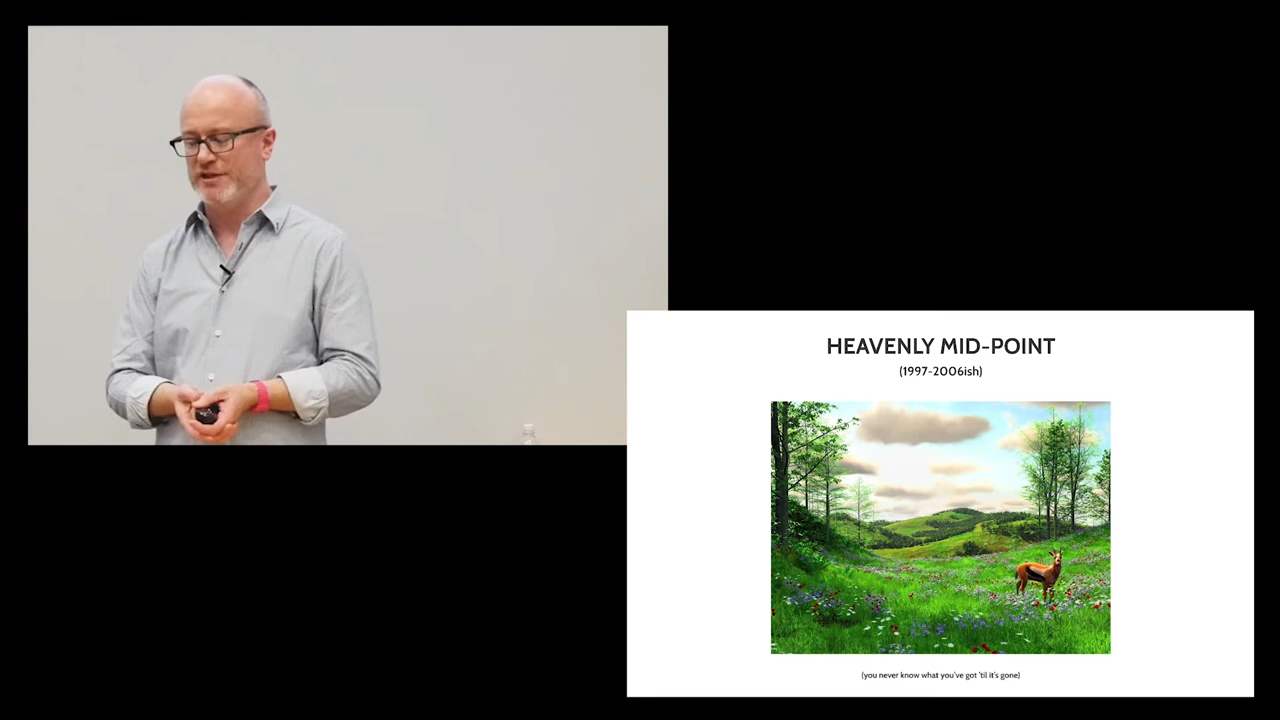 HEAVENLY MID-POINT
(1997-2006ish)
(you never know what you've got 'til it's gone)